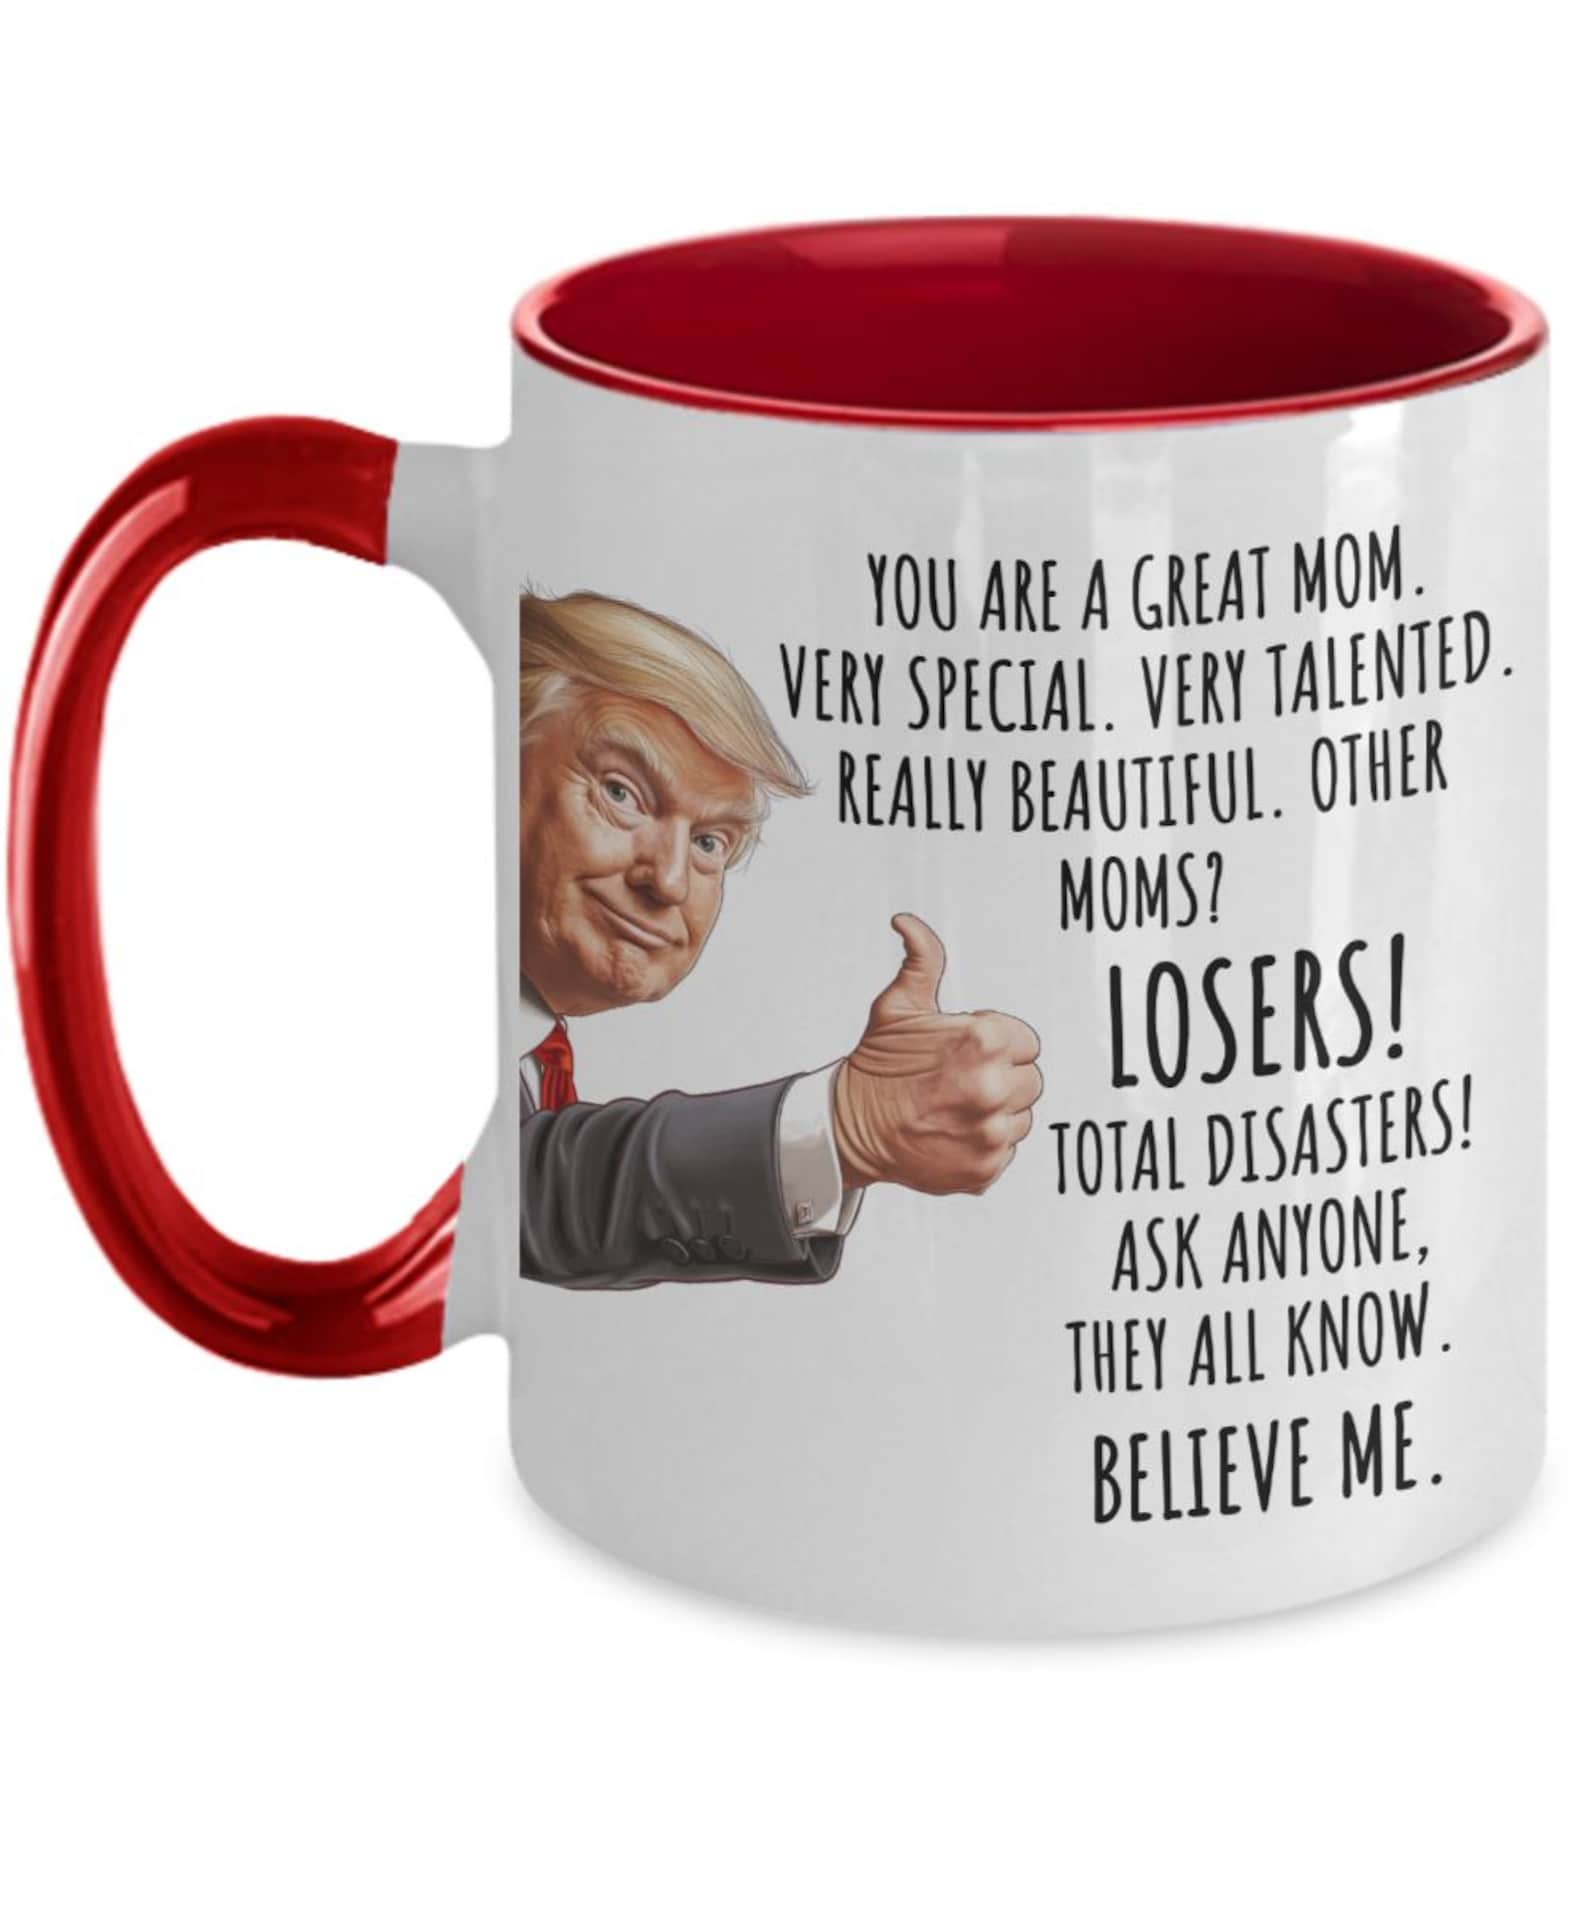 YOU ARE A GREAT MOM.
VERY SPECIAL. VERY TALENTED.
REALLY BEAUTIFUL. OTHER
MOMS?
LOSERS!
TOTAL DISASTERS!
ASK ANYONE,
THEY ALL KNOW.
BELIEVE ME.